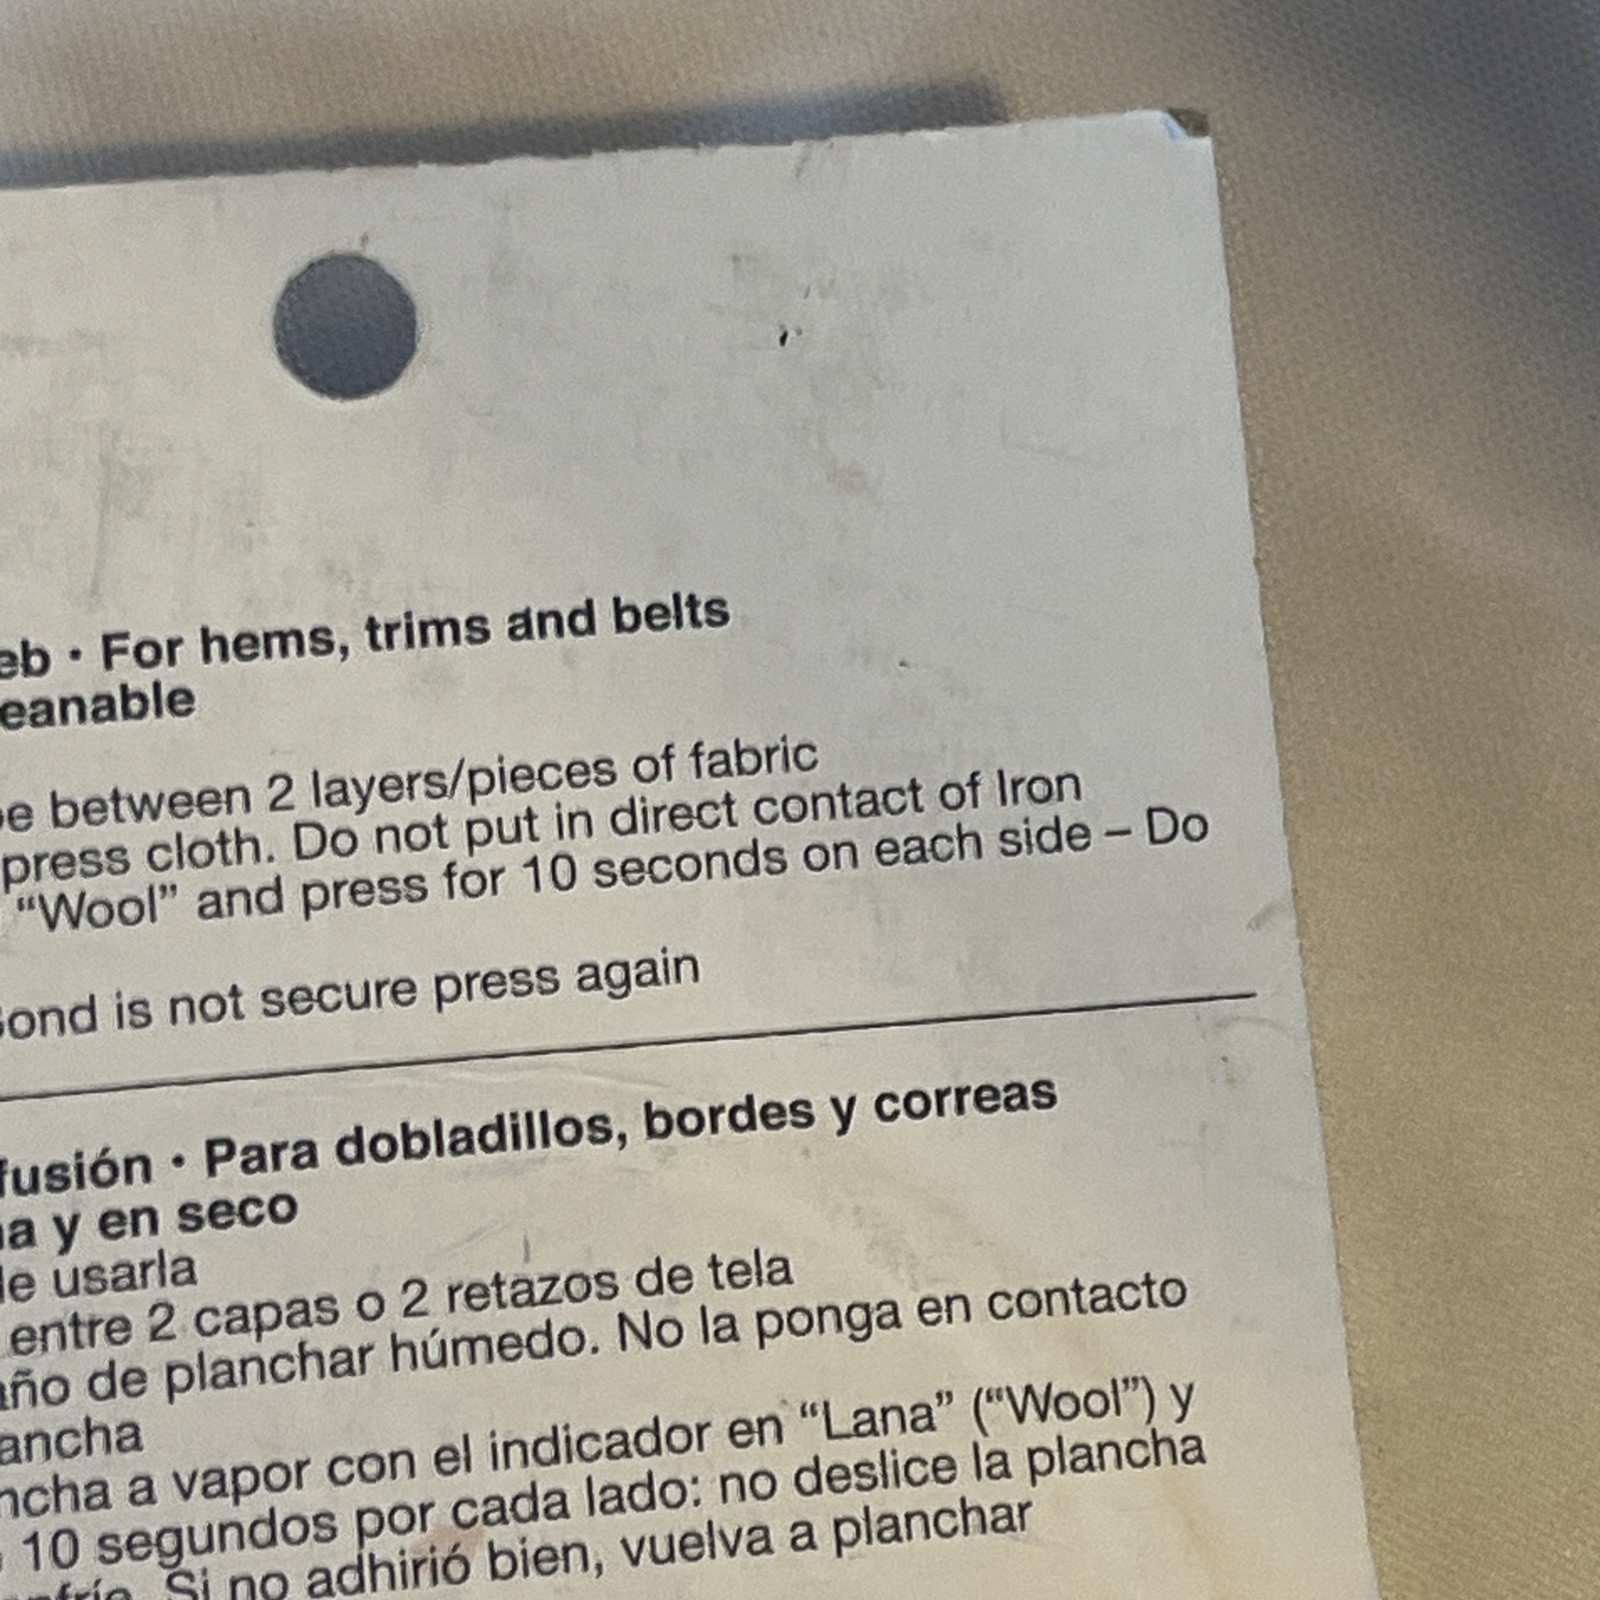 eb • For hems, trims and belts
eanable
e between 2 layers/pieces of fabric
press cloth. Do not put in direct contact of Iron
“Wool” and press for 10 seconds on each side – Do
ond is not secure press again
fusión • Para dobladillos, bordes y correas
a y en seco
le usarla
entre 2 capas o 2 retazos de tela
año de planchar húmedo. No la ponga en contacto
ancha
ncha a vapor con el indicador en “Lana” (“Wool”) y
10 segundos por cada lado: no deslice la plancha
nfríe. Si no adhirió bien, vuelva a planchar